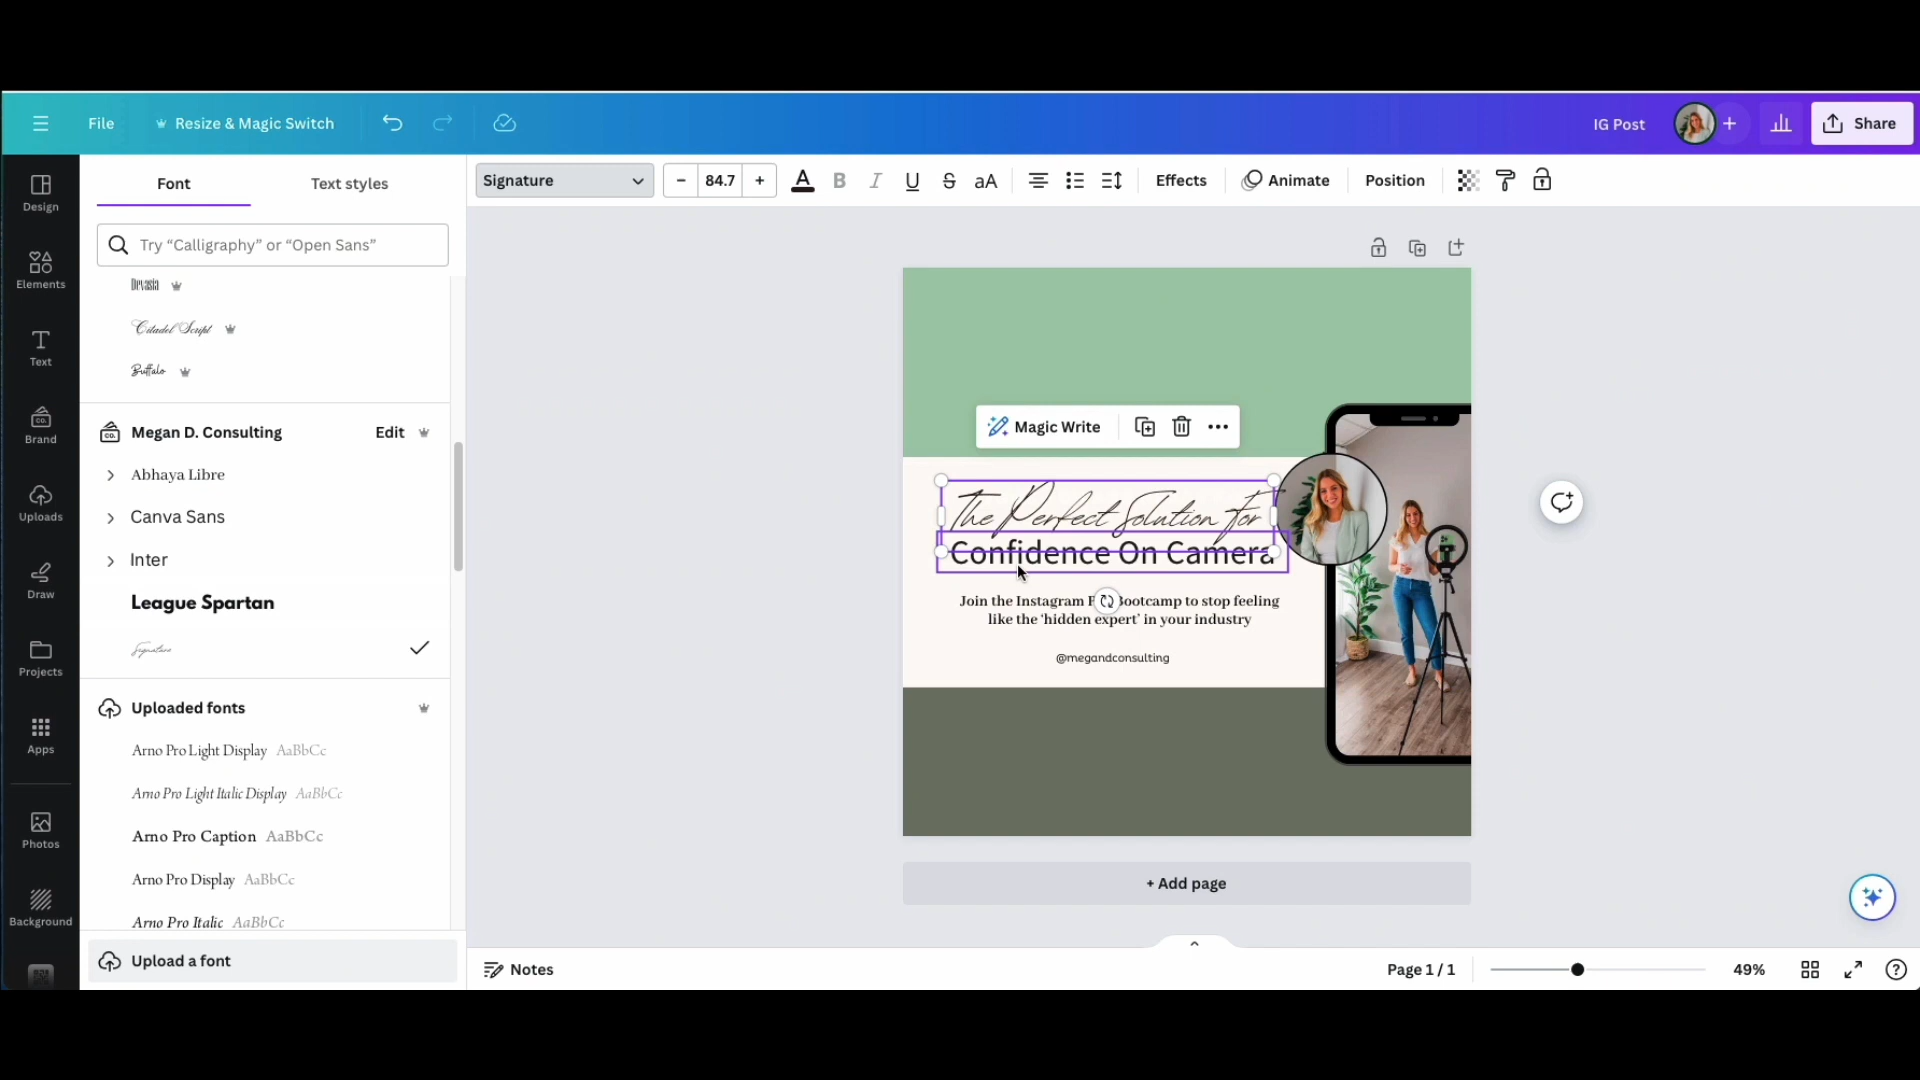 File
Resize & Magic Switch
IG Post
Share
Design
Elements
Text
Brand
Uploads
Draw
Projects
Apps
Photos
Background
Font
Text styles
Try “Calligraphy” or “Open Sans”
Devasia
Citadel Script
Buffalo
CO.
Megan D. Consulting
Edit
Abhaya Libre
Canva Sans
Inter
League Spartan
Signature
Uploaded fonts
Arno Pro Light Display AaBbCc
Arno Pro Light Italic Display AaBbCc
Arno Pro Caption AaBbCc
Arno Pro Display AaBbCc
Arno Pro Italic AaBbCc
Upload a font
Signature
− 84.7 +
A B I U S aA
Effects
Animate
Position
Magic Write
The Perfect Solution For
Confidence On Camera
Join the Instagram Bootcamp to stop feeling
like the ‘hidden expert’ in your industry
@megandconsulting
+ Add page
Notes
Page 1 / 1
49%